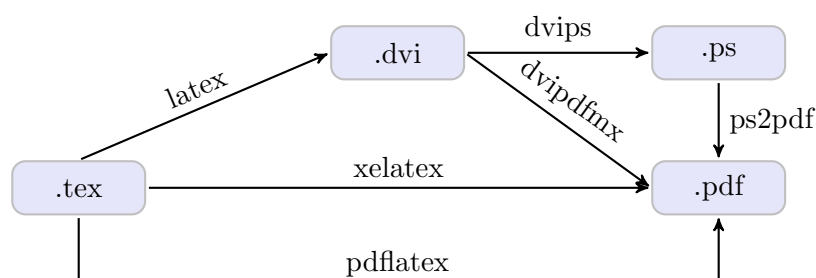 dvips
.dvi
.ps
latex
dvipdfmx
ps2pdf
xelatex
.tex
.pdf
pdflatex